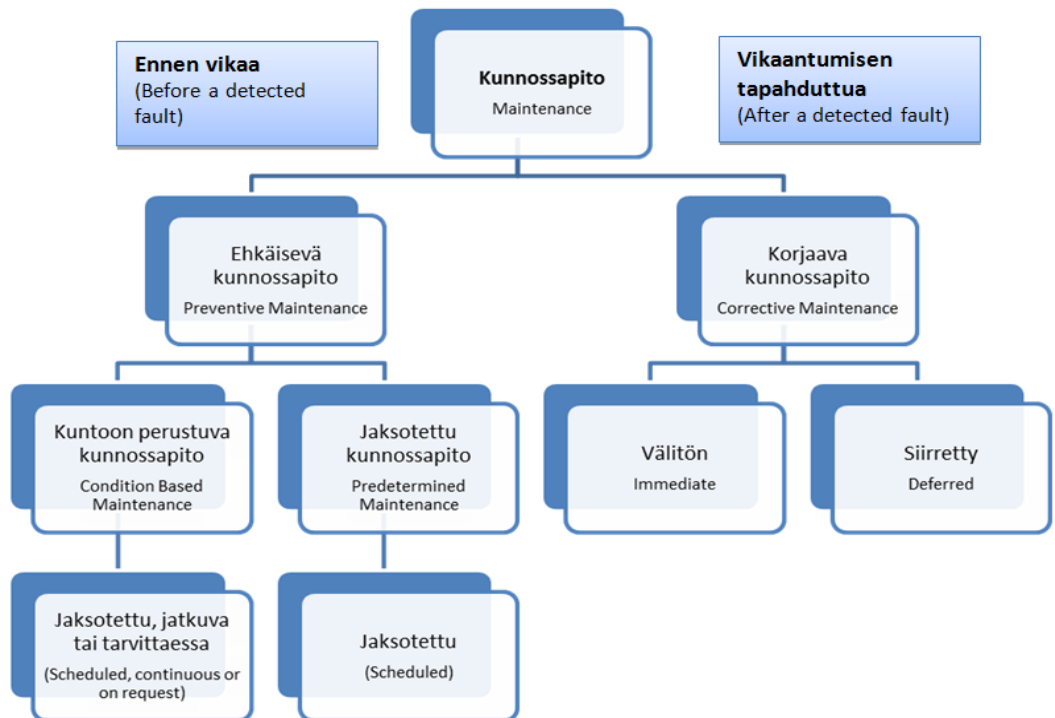 Ennen vikaa
(Before a detected
fault)
Kunnossapito
Maintenance
Vikaantumisen
tapahduttua
(After a detected fault)
Ehkäisevä
kunnossapito
Preventive Maintenance
Korjaava
kunnossapito
Corrective Maintenance
Kuntoon perustuva
kunnossapito
Condition Based
Maintenance
Jaksotettu
kunnossapito
Predetermined
Maintenance
Välitön
Immediate
Siirretty
Deferred
Jaksotettu, jatkuva
tai tarvittaessa
(Scheduled, continuous or
on request)
Jaksotettu
(Scheduled)